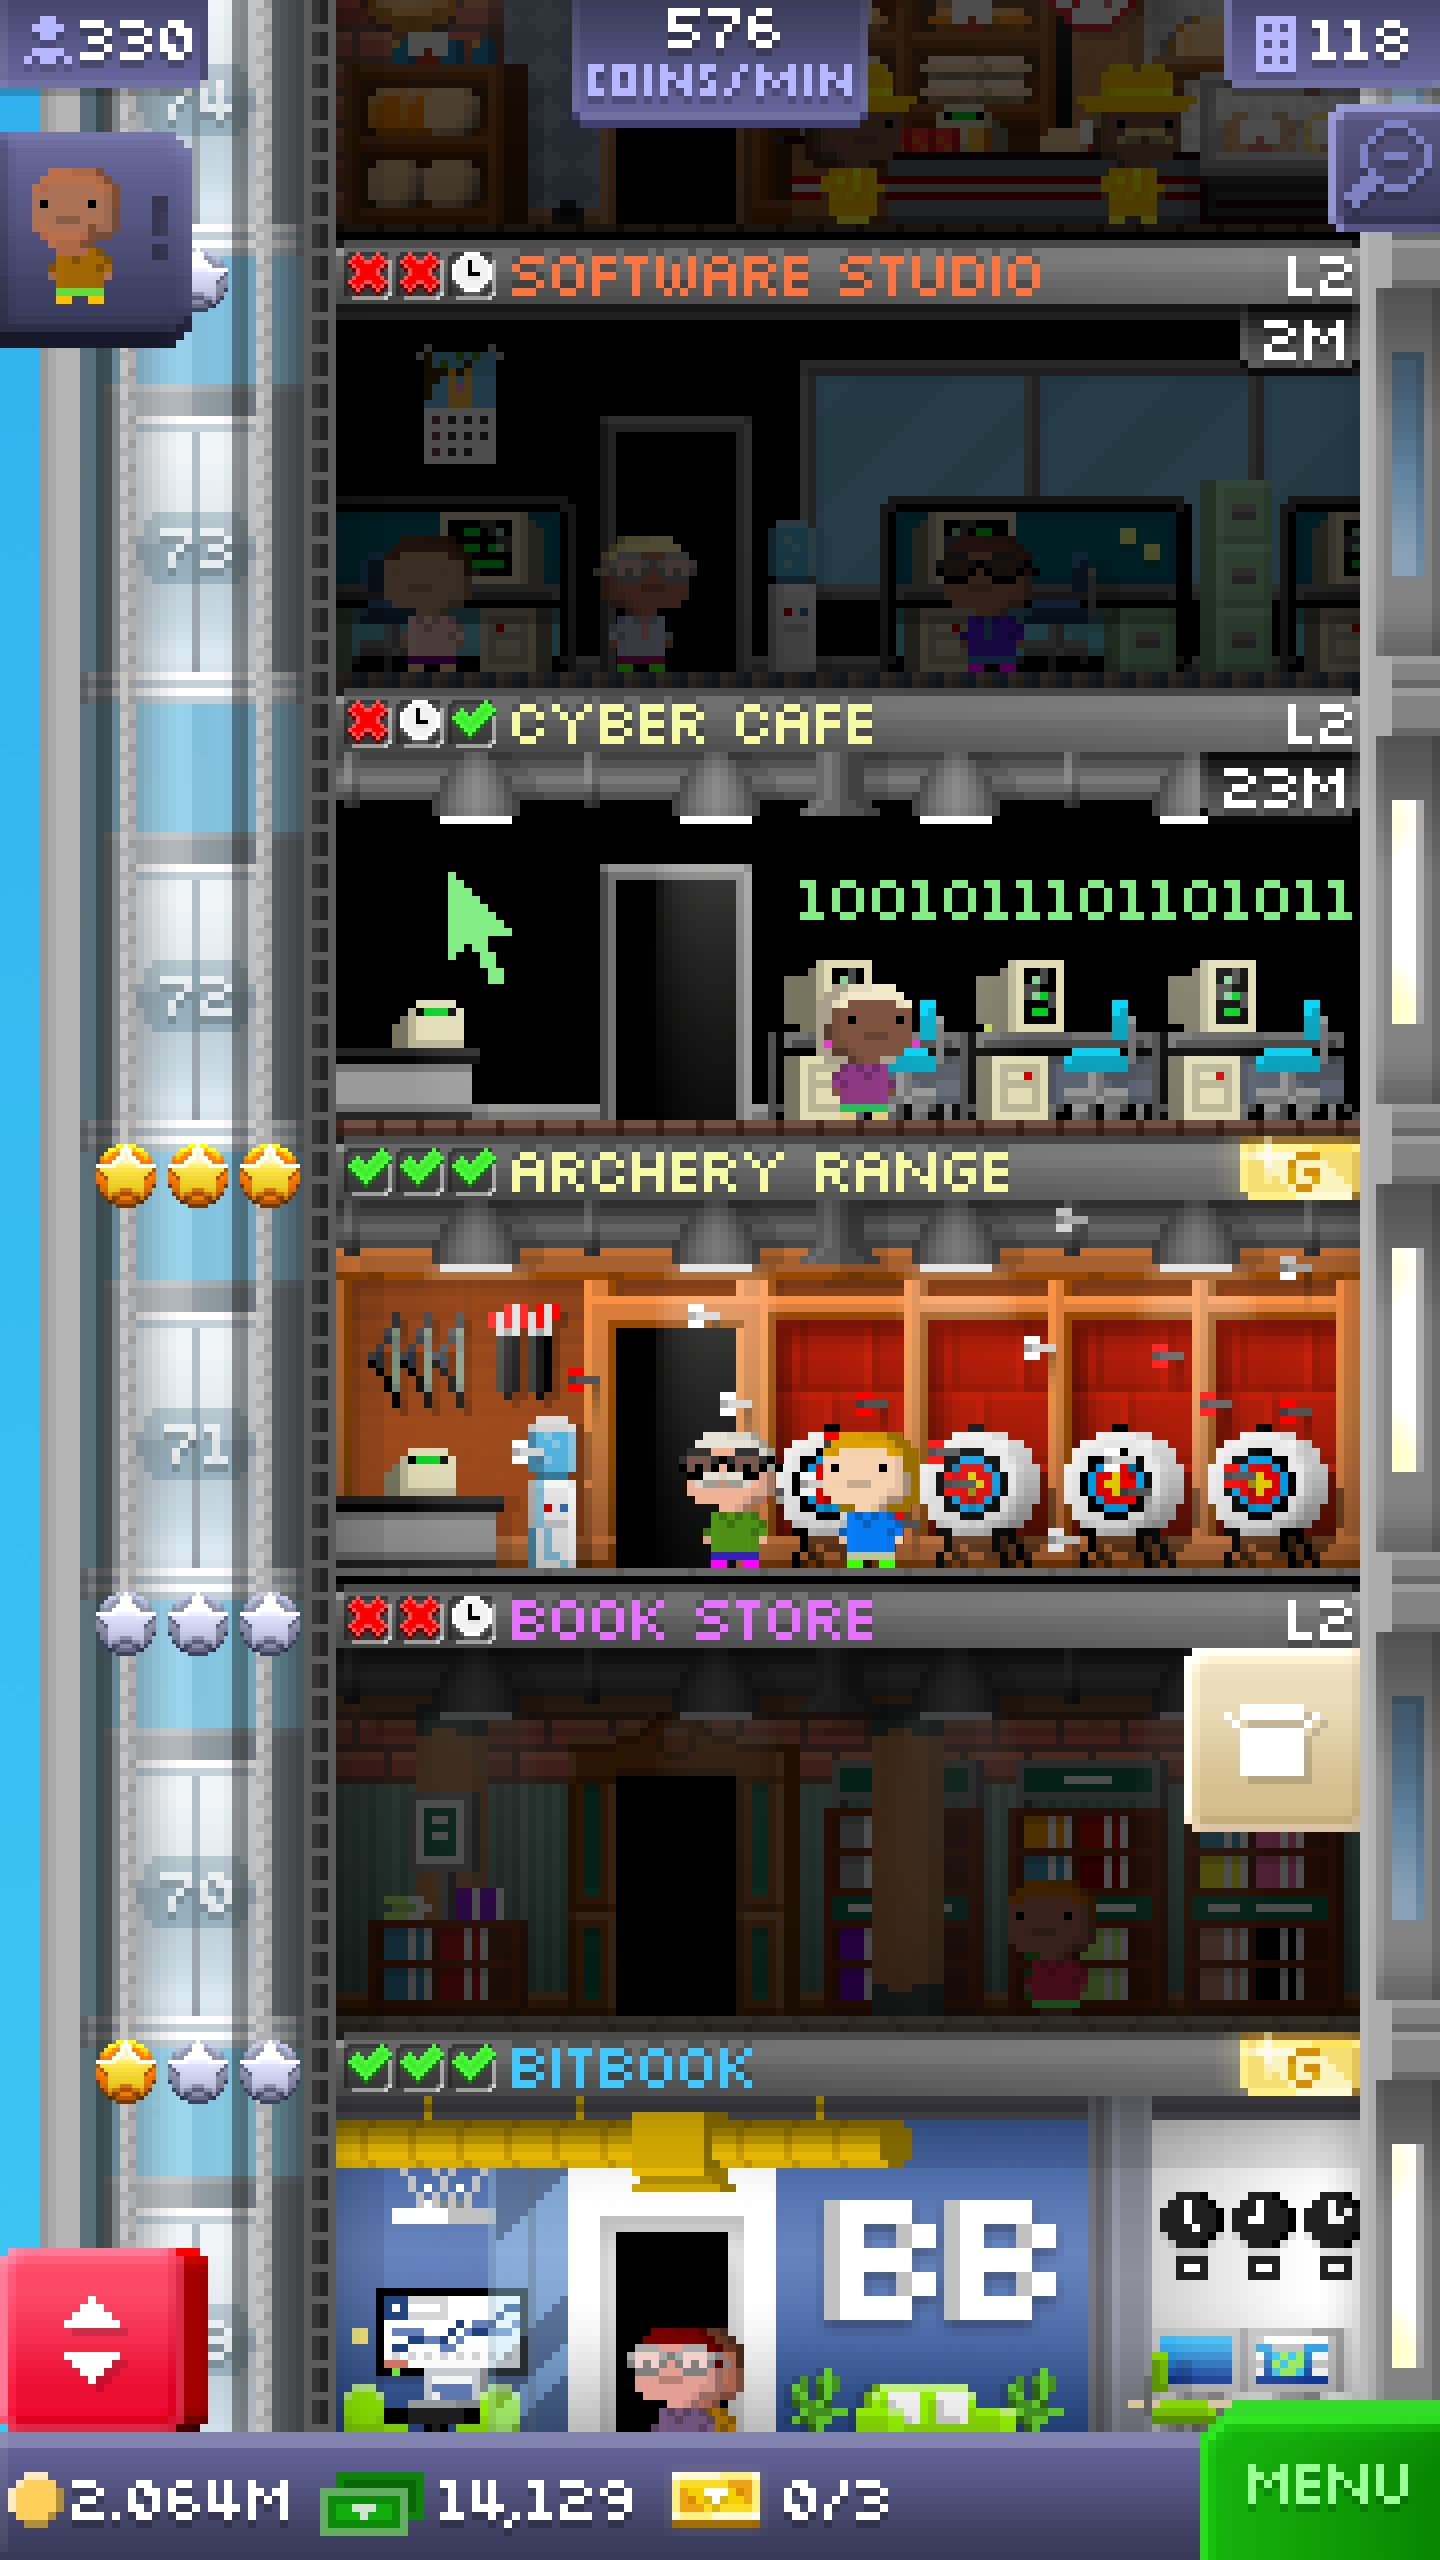 330
576
COINS/MIN
118
74
SOFTWARE STUDIO L2
2M
73
CYBER CAFE L2
23M
1001011101101011
72
ARCHERY RANGE G
71
BOOK STORE L2
70
BITBOOK G
BB
2.064M 14,129 0/3
MENU